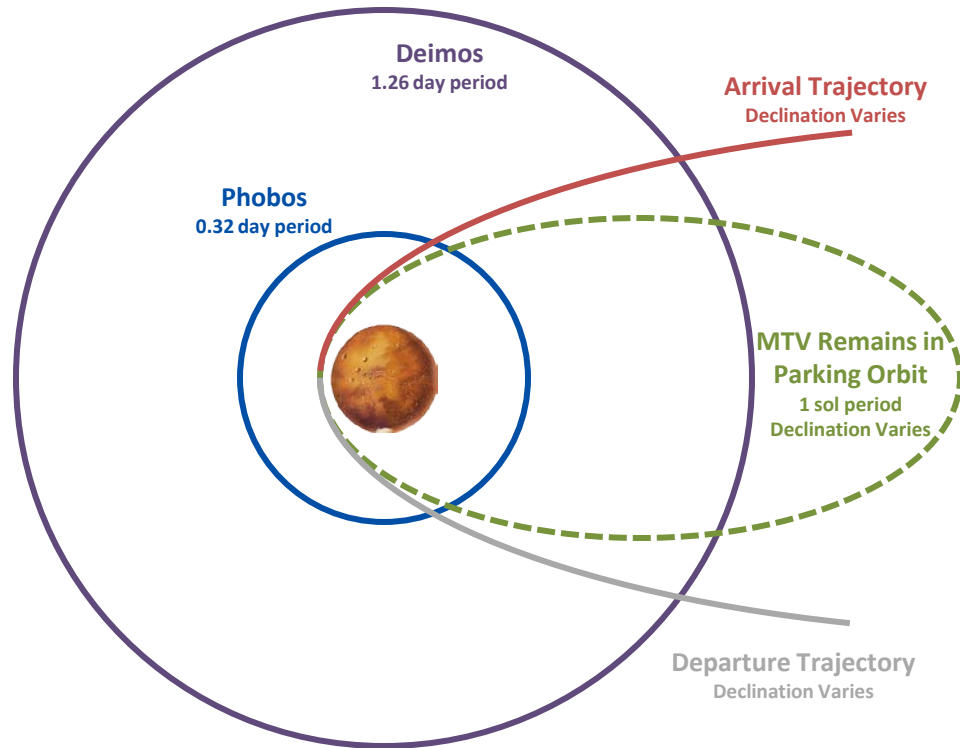 Deimos
1.26 day period
Arrival Trajectory
Declination Varies
Phobos
0.32 day period
MTV Remains in
Parking Orbit
1 sol period
Declination Varies
Departure Trajectory
Declination Varies